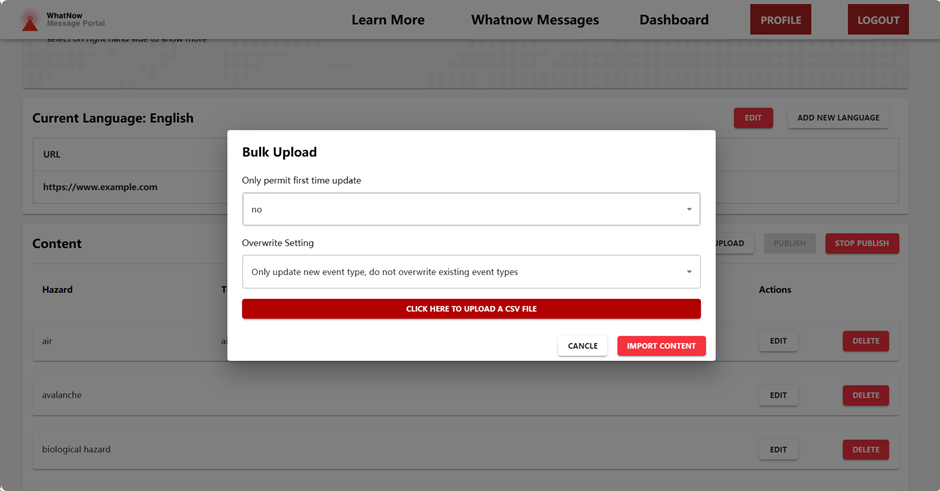 WhatNow
Message Portal
Learn More
Whatnow Messages
Dashboard
PROFILE
LOGOUT
select on right hand side to show more
Current Language: English
EDIT
ADD NEW LANGUAGE
URL
https://www.example.com
Bulk Upload
Only permit first time update
no
Overwrite Setting
Only update new event type, do not overwrite existing event types
CLICK HERE TO UPLOAD A CSV FILE
CANCLE
IMPORT CONTENT
Content
UPLOAD
PUBLISH
STOP PUBLISH
Hazard
Actions
air
EDIT
DELETE
avalanche
EDIT
DELETE
biological hazard
EDIT
DELETE